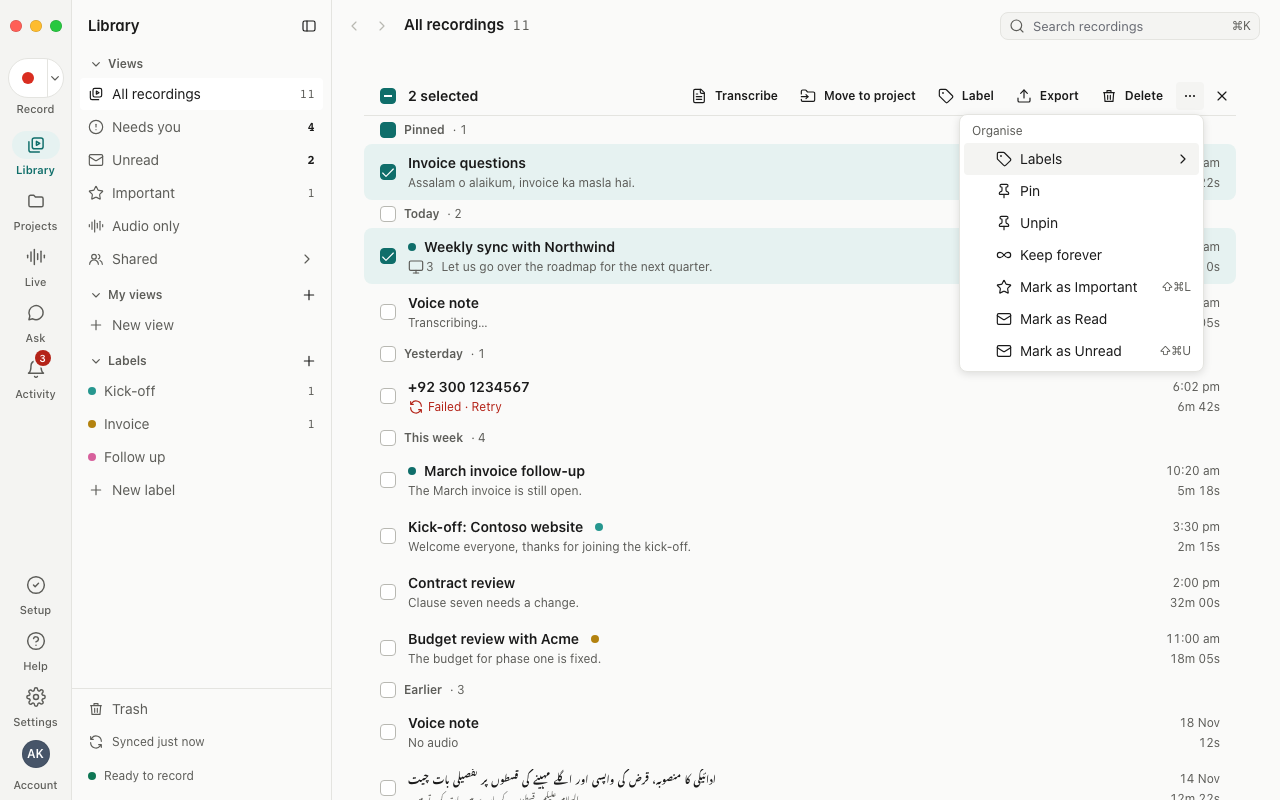 Library
All recordings 11
Search recordings ⌘K
Record
Library
Projects
Live
Ask
3
Activity
Setup
Help
Settings
AK
Account
Views
All recordings 11
Needs you 4
Unread 2
Important 1
Audio only
Shared
My views
New view
Labels
Kick-off 1
Invoice 1
Follow up
New label
Trash
Synced just now
Ready to record
2 selected
Transcribe
Move to project
Label
Export
Delete
Organise
Labels
Pin
Unpin
Keep forever
Mark as Important ⇧⌘L
Mark as Read
Mark as Unread ⇧⌘U
Pinned · 1
Invoice questions am
Assalam o alaikum, invoice ka masla hai. 22s
Today · 2
Weekly sync with Northwind am
3 Let us go over the roadmap for the next quarter. 0s
Voice note am
Transcribing... 05s
Yesterday · 1
+92 300 1234567 6:02 pm
Failed · Retry 6m 42s
This week · 4
March invoice follow-up 10:20 am
The March invoice is still open. 5m 18s
Kick-off: Contoso website 3:30 pm
Welcome everyone, thanks for joining the kick-off. 2m 15s
Contract review 2:00 pm
Clause seven needs a change. 32m 00s
Budget review with Acme 11:00 am
The budget for phase one is fixed. 18m 05s
Earlier · 3
Voice note 18 Nov
No audio 12s
ادائیگی کا منصوبہ، قرض کی واپسی اور اگلے مہینے کی قسطوں پر تفصیلی بات چیت 14 Nov
12m 22s